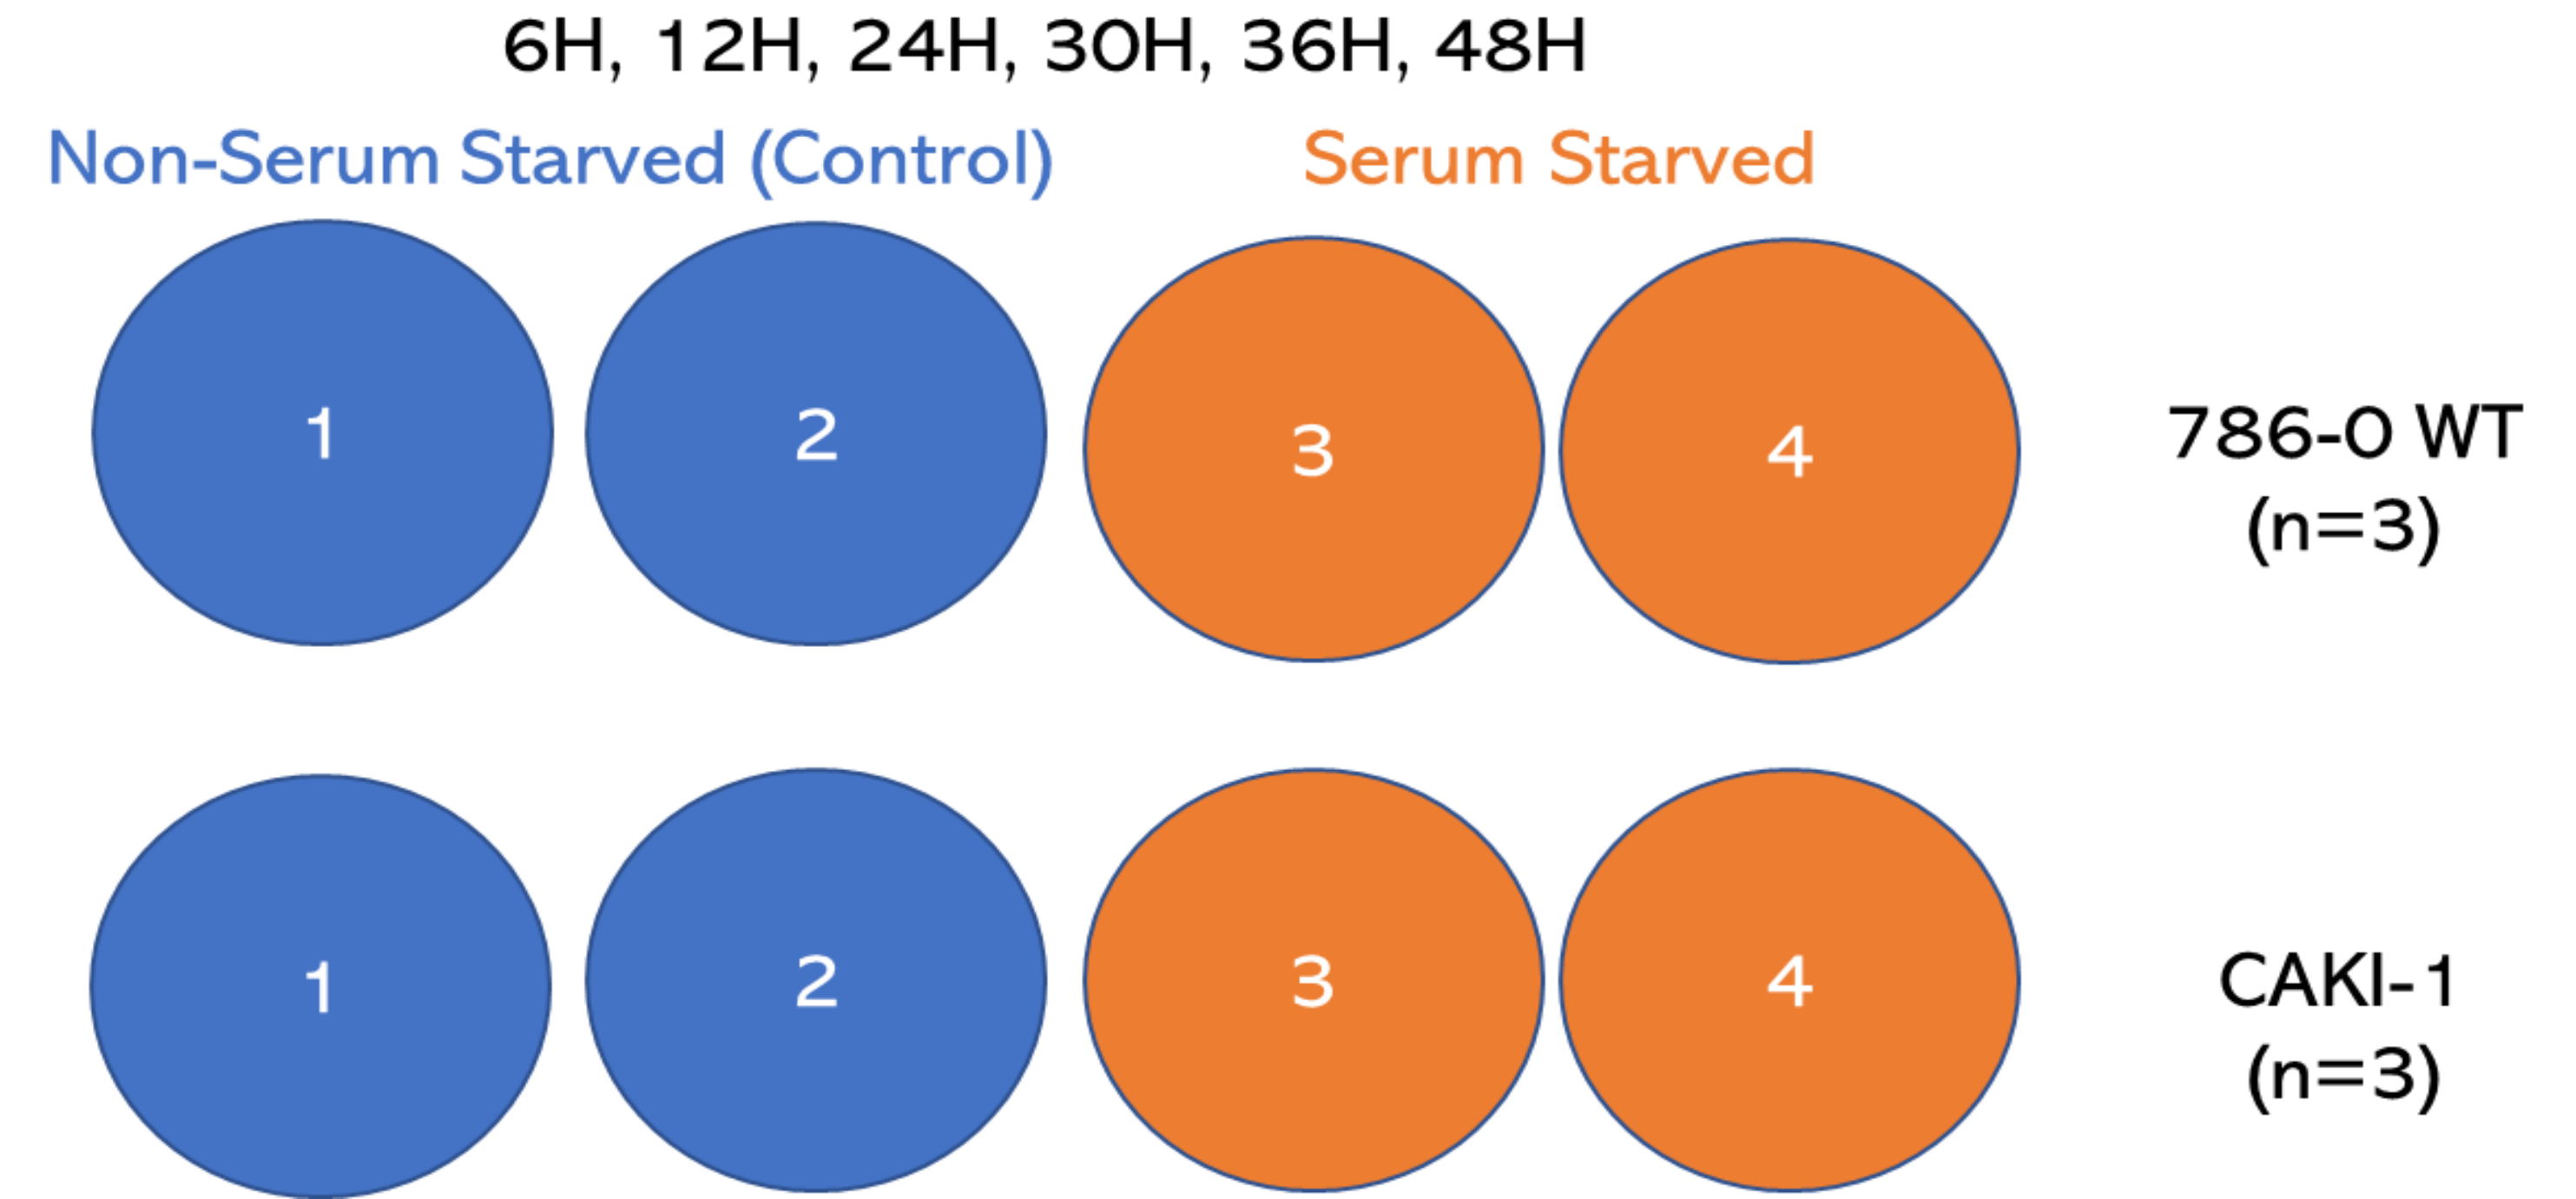 6H, 12H, 24H, 30H, 36H, 48H
Non-Serum Starved (Control) Serum Starved
1 2 3 4
786-0 WT
(n=3)
1 2 3 4
CAKI-1
(n=3)